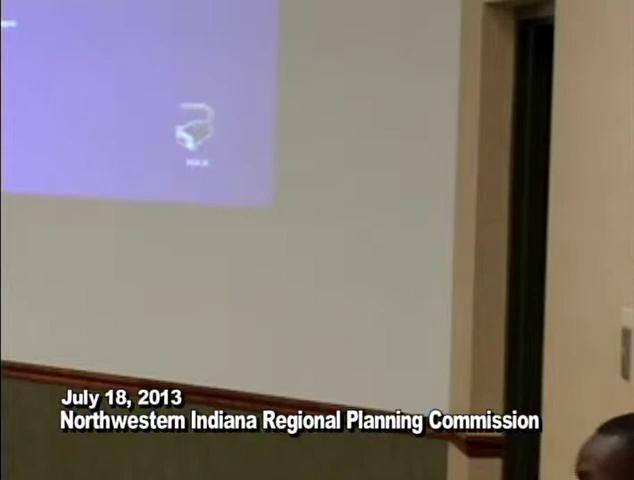 July 18, 2013
Northwestern Indiana Regional Planning Commission